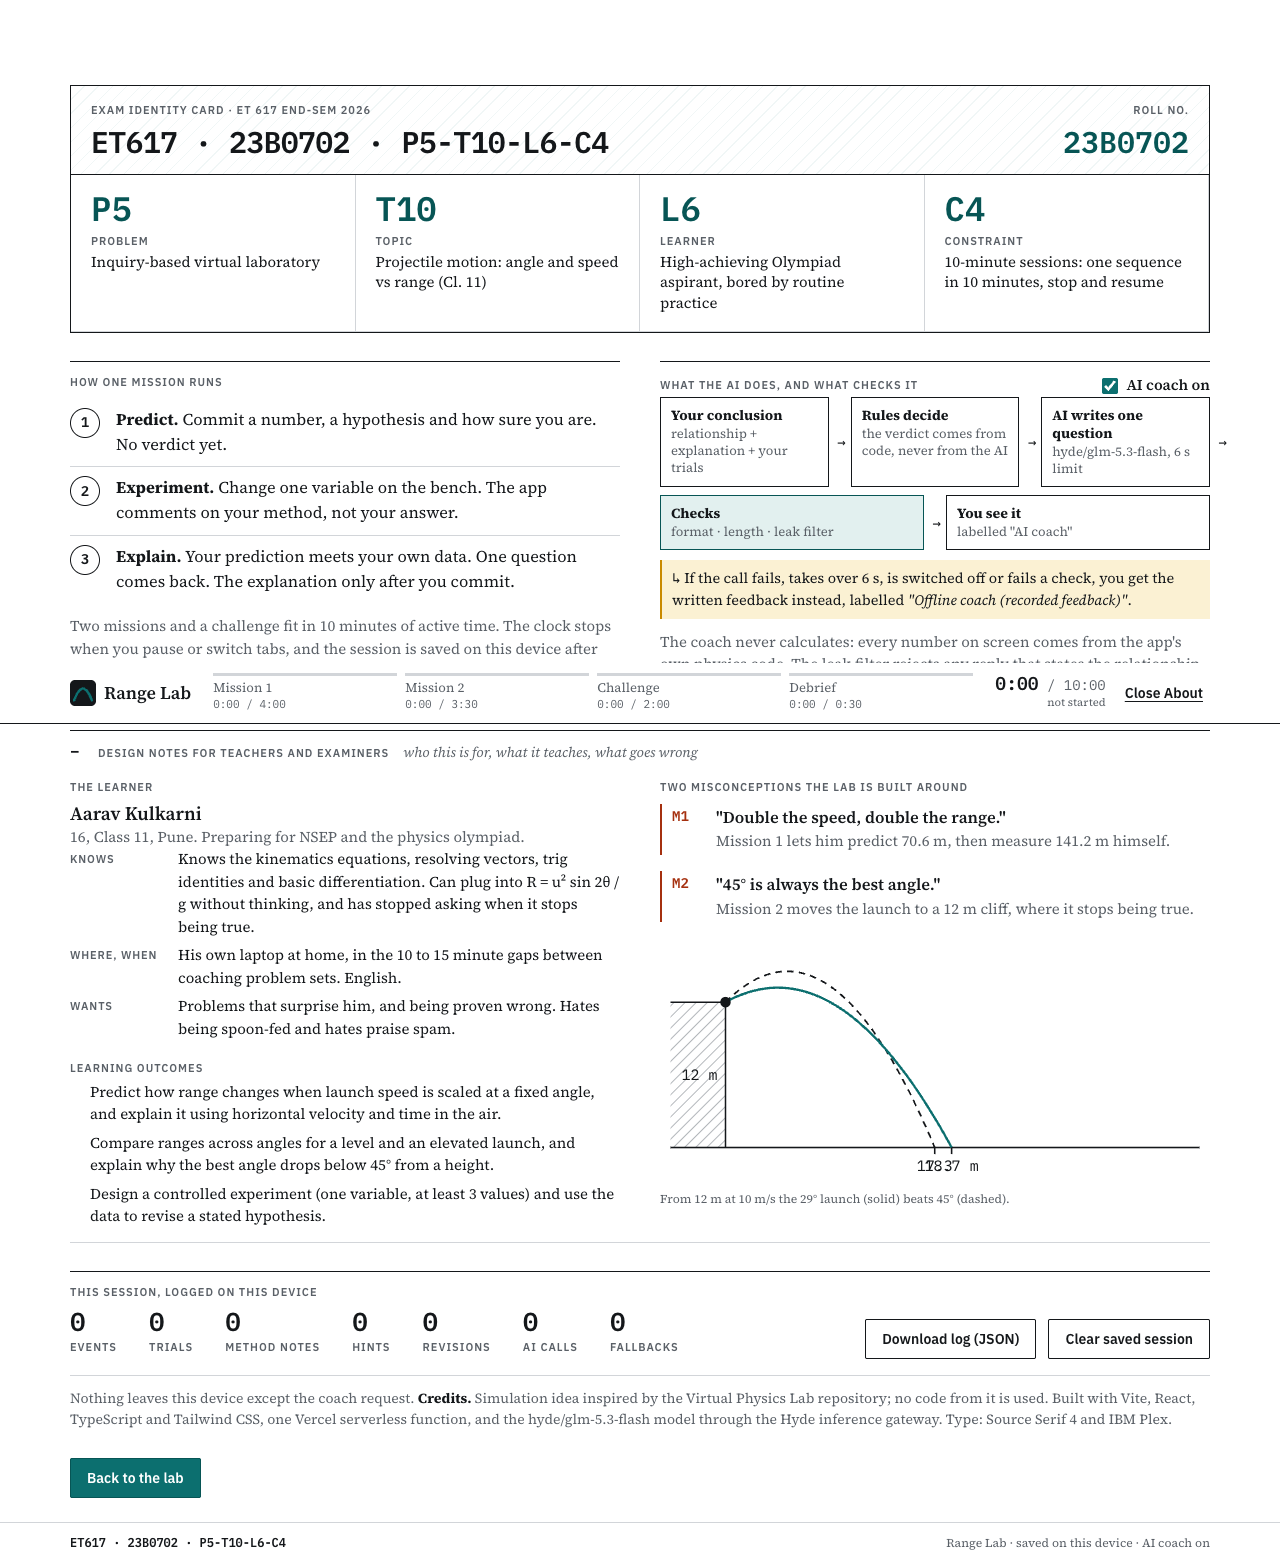 EXAM IDENTITY CARD · ET 617 END-SEM 2026
ROLL NO.
ET617 · 23B0702 · P5-T10-L6-C4
23B0702
P5
PROBLEM
Inquiry-based virtual laboratory
T10
TOPIC
Projectile motion: angle and speed
vs range (Cl. 11)
L6
LEARNER
High-achieving Olympiad
aspirant, bored by routine
practice
C4
CONSTRAINT
10-minute sessions: one sequence
in 10 minutes, stop and resume
HOW ONE MISSION RUNS
1
Predict. Commit a number, a hypothesis and how sure you are.
No verdict yet.
2
Experiment. Change one variable on the bench. The app
comments on your method, not your answer.
3
Explain. Your prediction meets your own data. One question
comes back. The explanation only after you commit.
Two missions and a challenge fit in 10 minutes of active time. The clock stops
when you pause or switch tabs, and the session is saved on this device after
WHAT THE AI DOES, AND WHAT CHECKS IT
AI coach on
Your conclusion
relationship +
explanation + your
trials
→
Rules decide
the verdict comes from
code, never from the AI
→
AI writes one
question
hyde/glm-5.3-flash, 6 s
limit
→
Checks
format · length · leak filter
→
You see it
labelled "AI coach"
↳ If the call fails, takes over 6 s, is switched off or fails a check, you get the
written feedback instead, labelled "Offline coach (recorded feedback)".
The coach never calculates: every number on screen comes from the app's
own physics code. The leak filter rejects any reply that states the relationship
Range Lab
Mission 1
0:00 / 4:00
Mission 2
0:00 / 3:30
Challenge
0:00 / 2:00
Debrief
0:00 / 0:30
0:00 / 10:00
not started
Close About
– DESIGN NOTES FOR TEACHERS AND EXAMINERS who this is for, what it teaches, what goes wrong
THE LEARNER
Aarav Kulkarni
16, Class 11, Pune. Preparing for NSEP and the physics olympiad.
KNOWS
Knows the kinematics equations, resolving vectors, trig
identities and basic differentiation. Can plug into R = u² sin 2θ /
g without thinking, and has stopped asking when it stops
being true.
WHERE, WHEN
His own laptop at home, in the 10 to 15 minute gaps between
coaching problem sets. English.
WANTS
Problems that surprise him, and being proven wrong. Hates
being spoon-fed and hates praise spam.
LEARNING OUTCOMES
Predict how range changes when launch speed is scaled at a fixed angle,
and explain it using horizontal velocity and time in the air.
Compare ranges across angles for a level and an elevated launch, and
explain why the best angle drops below 45° from a height.
Design a controlled experiment (one variable, at least 3 values) and use the
data to revise a stated hypothesis.
TWO MISCONCEPTIONS THE LAB IS BUILT AROUND
M1
"Double the speed, double the range."
Mission 1 lets him predict 70.6 m, then measure 141.2 m himself.
M2
"45° is always the best angle."
Mission 2 moves the launch to a 12 m cliff, where it stops being true.
12 m
From 12 m at 10 m/s the 29° launch (solid) beats 45° (dashed).
THIS SESSION, LOGGED ON THIS DEVICE
0
EVENTS
0
TRIALS
0
METHOD NOTES
0
HINTS
0
REVISIONS
0
AI CALLS
0
FALLBACKS
Download log (JSON)
Clear saved session
Nothing leaves this device except the coach request. Credits. Simulation idea inspired by the Virtual Physics Lab repository; no code from it is used. Built with Vite, React,
TypeScript and Tailwind CSS, one Vercel serverless function, and the hyde/glm-5.3-flash model through the Hyde inference gateway. Type: Source Serif 4 and IBM Plex.
Back to the lab
ET617 · 23B0702 · P5-T10-L6-C4
Range Lab · saved on this device · AI coach on